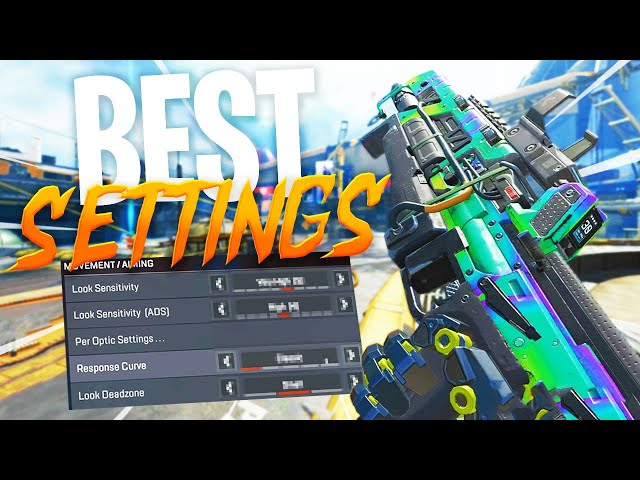 BEST
SETTINGS
MOVEMENT / AIMING
Look Sensitivity
Look Sensitivity (ADS)
Per Optic Settings...
Response Curve
Look Deadzone